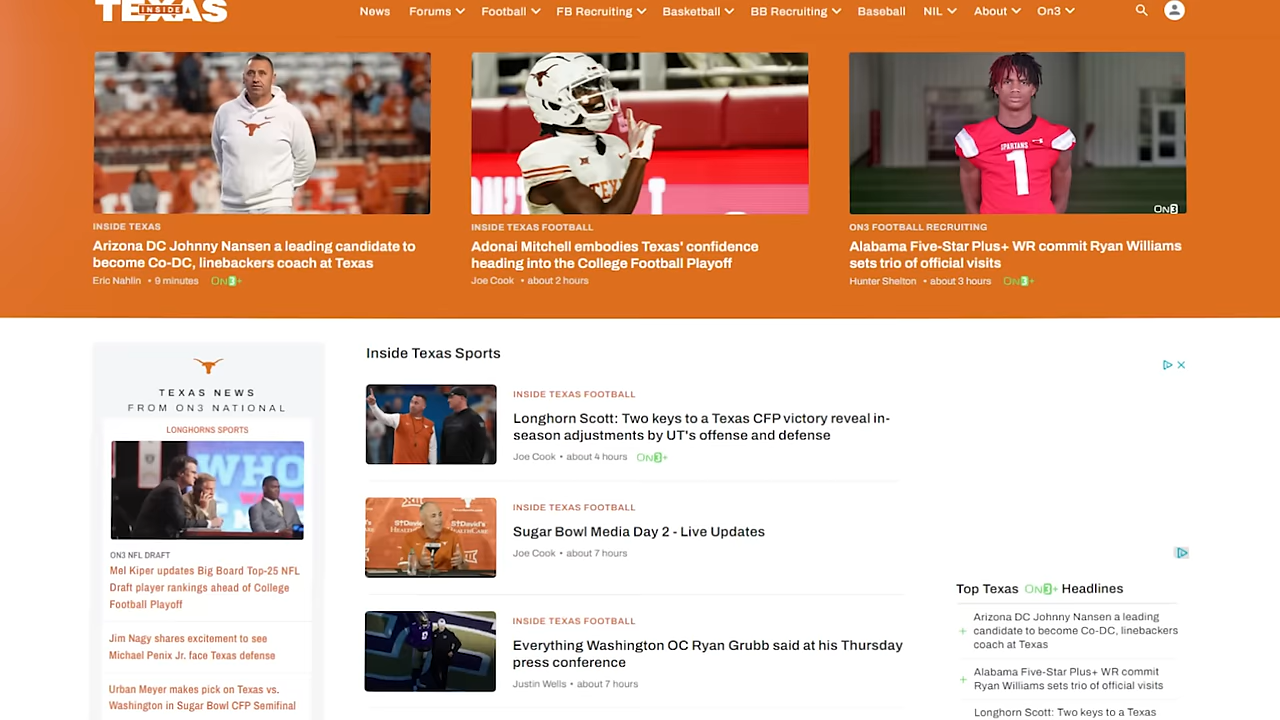 TEXAS
INSIDE
News Forums Football FB Recruiting Basketball BB Recruiting Baseball NIL About On3
SPARTANS
1
ON3
TEXAS
INSIDE TEXAS
Arizona DC Johnny Nansen a leading candidate to
become Co-DC, linebackers coach at Texas
Eric Nahlin • 9 minutes ON3+
INSIDE TEXAS FOOTBALL
Adonai Mitchell embodies Texas' confidence
heading into the College Football Playoff
Joe Cook • about 2 hours
ON3 FOOTBALL RECRUITING
Alabama Five-Star Plus+ WR commit Ryan Williams
sets trio of official visits
Hunter Shelton • about 3 hours ON3+
TEXAS NEWS
FROM ON3 NATIONAL
LONGHORNS SPORTS
WHO
ON3 NFL DRAFT
Mel Kiper updates Big Board Top-25 NFL
Draft player rankings ahead of College
Football Playoff
Jim Nagy shares excitement to see
Michael Penix Jr. face Texas defense
Urban Meyer makes pick on Texas vs.
Washington in Sugar Bowl CFP Semifinal
Inside Texas Sports
INSIDE TEXAS FOOTBALL
Longhorn Scott: Two keys to a Texas CFP victory reveal in-
season adjustments by UT's offense and defense
Joe Cook • about 4 hours ON3+
StDavid's
HEALTHCARE
INSIDE TEXAS FOOTBALL
Sugar Bowl Media Day 2 - Live Updates
Joe Cook • about 7 hours
INSIDE TEXAS FOOTBALL
Everything Washington OC Ryan Grubb said at his Thursday
press conference
Justin Wells • about 7 hours
Top Texas ON3+ Headlines
+ Arizona DC Johnny Nansen a leading
candidate to become Co-DC, linebackers
coach at Texas
+ Alabama Five-Star Plus+ WR commit
Ryan Williams sets trio of official visits
Longhorn Scott: Two keys to a Texas